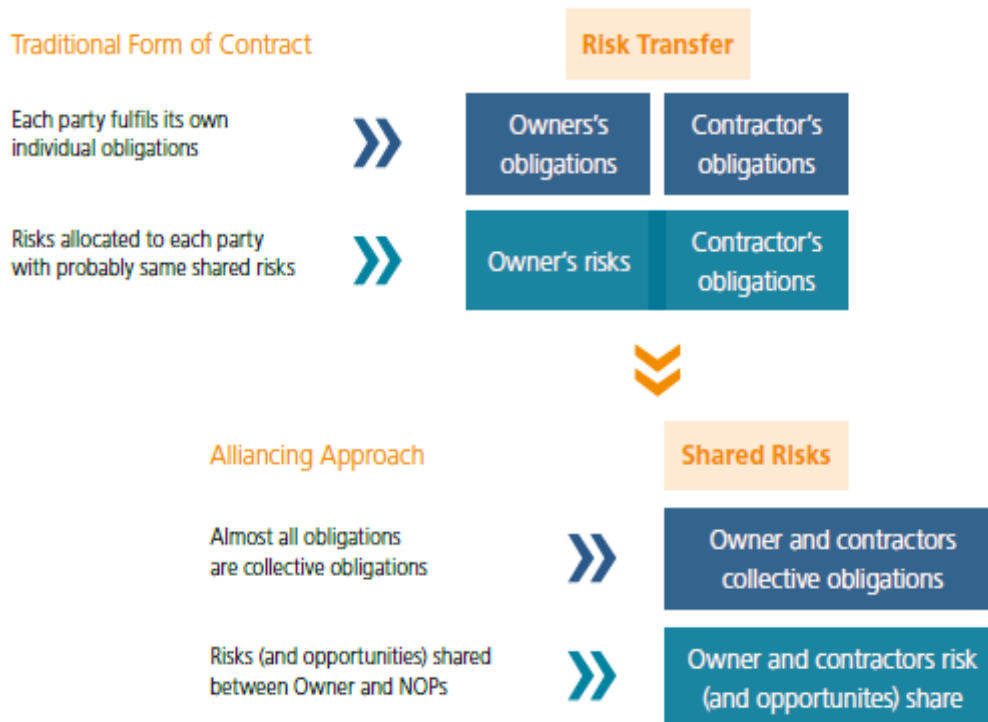 Traditional Form of Contract
Risk Transfer
Each party fulfils its own
individual obligations
Owners's
obligations
Contractor's
obligations
Risks allocated to each party
with probably same shared risks
Owner's risks
Contractor's
obligations
Alliancing Approach
Shared Risks
Almost all obligations
are collective obligations
Owner and contractors
collective obligations
Risks (and opportunities) shared
between Owner and NOPs
Owner and contractors risk
(and opportunites) share